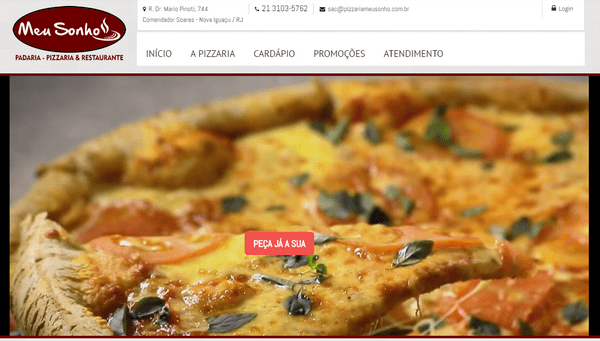 Meu Sonho
PADARIA - PIZZARIA & RESTAURANTE
R. Dr. Mario Pinoti, 744
Comendador Soares - Nova Iguaçu / RJ
21 3103-5762
sac@pizzariameusonho.com.br
Login
INÍCIO A PIZZARIA CARDÁPIO PROMOÇÕES ATENDIMENTO
PEÇA JÁ A SUA